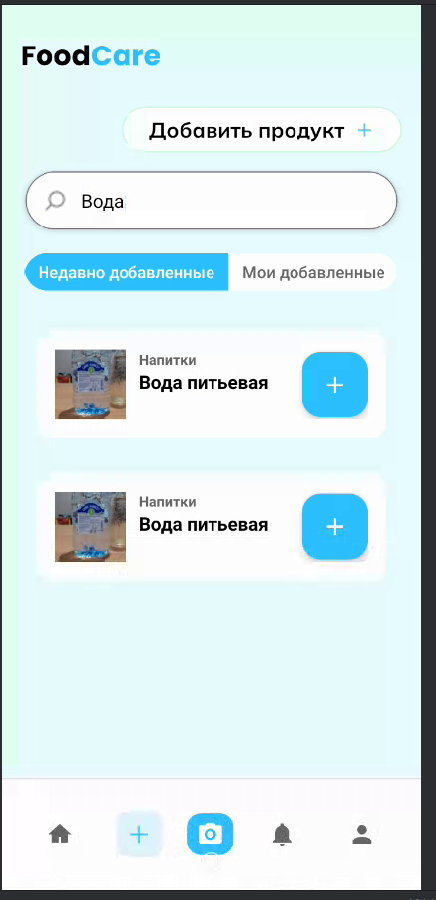 FoodCare
Добавить продукт +
Вода
Недавно добавленные
Мои добавленные
Напитки
Вода питьевая
Напитки
Вода питьевая